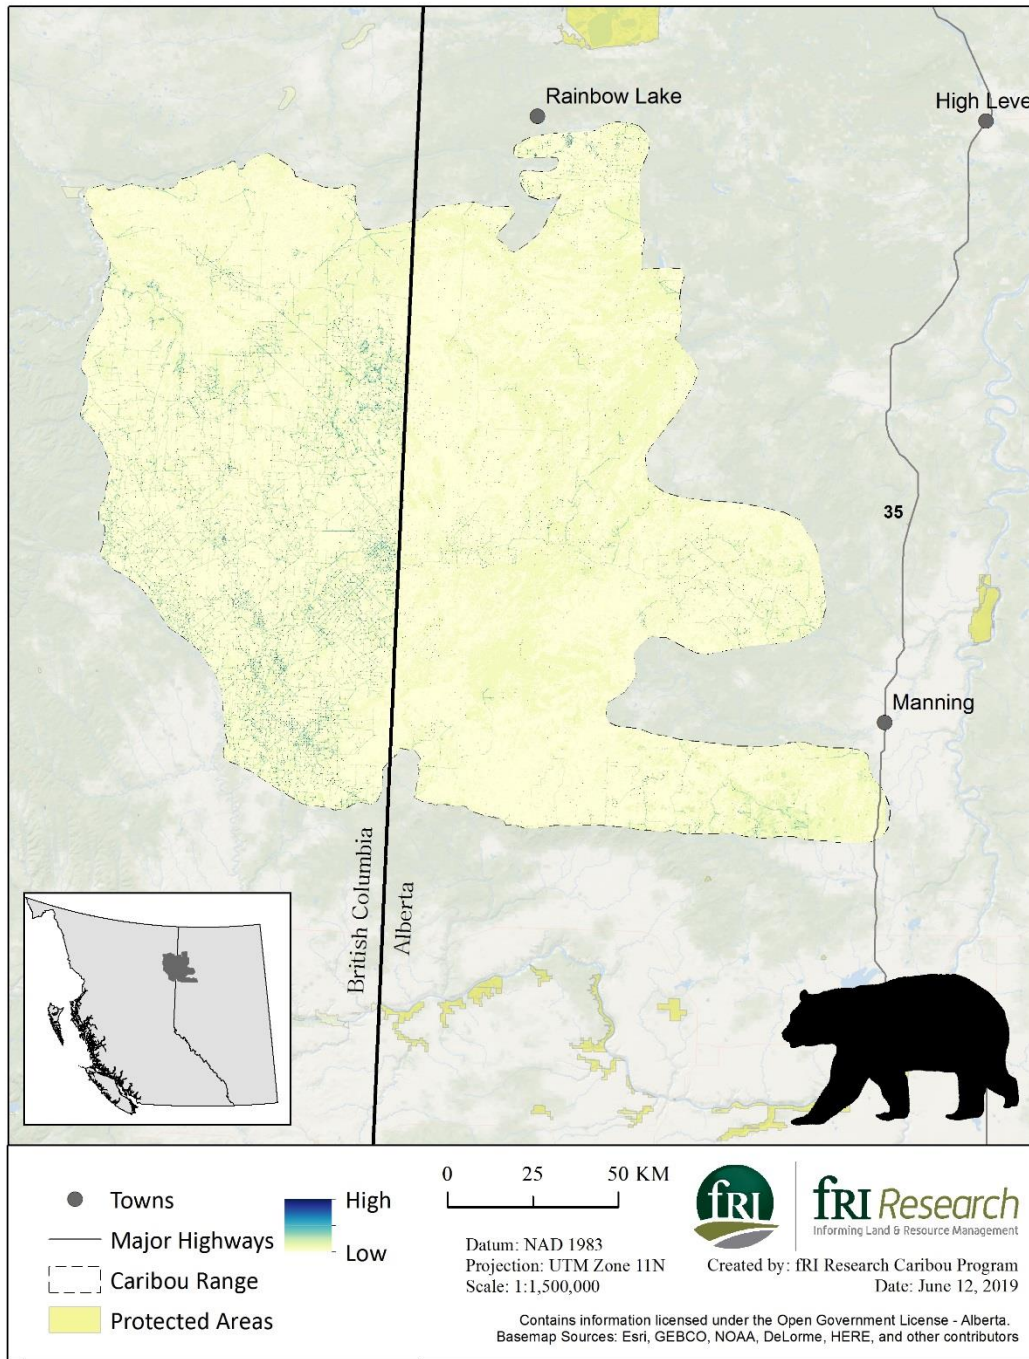 Rainbow Lake
High Leve
35
Manning
British Columbia
Alberta
Towns
Major Highways
Caribou Range
Protected Areas
High
Low
0 25 50 KM
Datum: NAD 1983
Projection: UTM Zone 11N
Scale: 1:1,500,000
fRI
fRI Research
Informing Land & Resource Management
Created by: fRI Research Caribou Program
Date: June 12, 2019
Contains information licensed under the Open Government License - Alberta.
Basemap Sources: Esri, GEBCO, NOAA, DeLorme, HERE, and other contributors